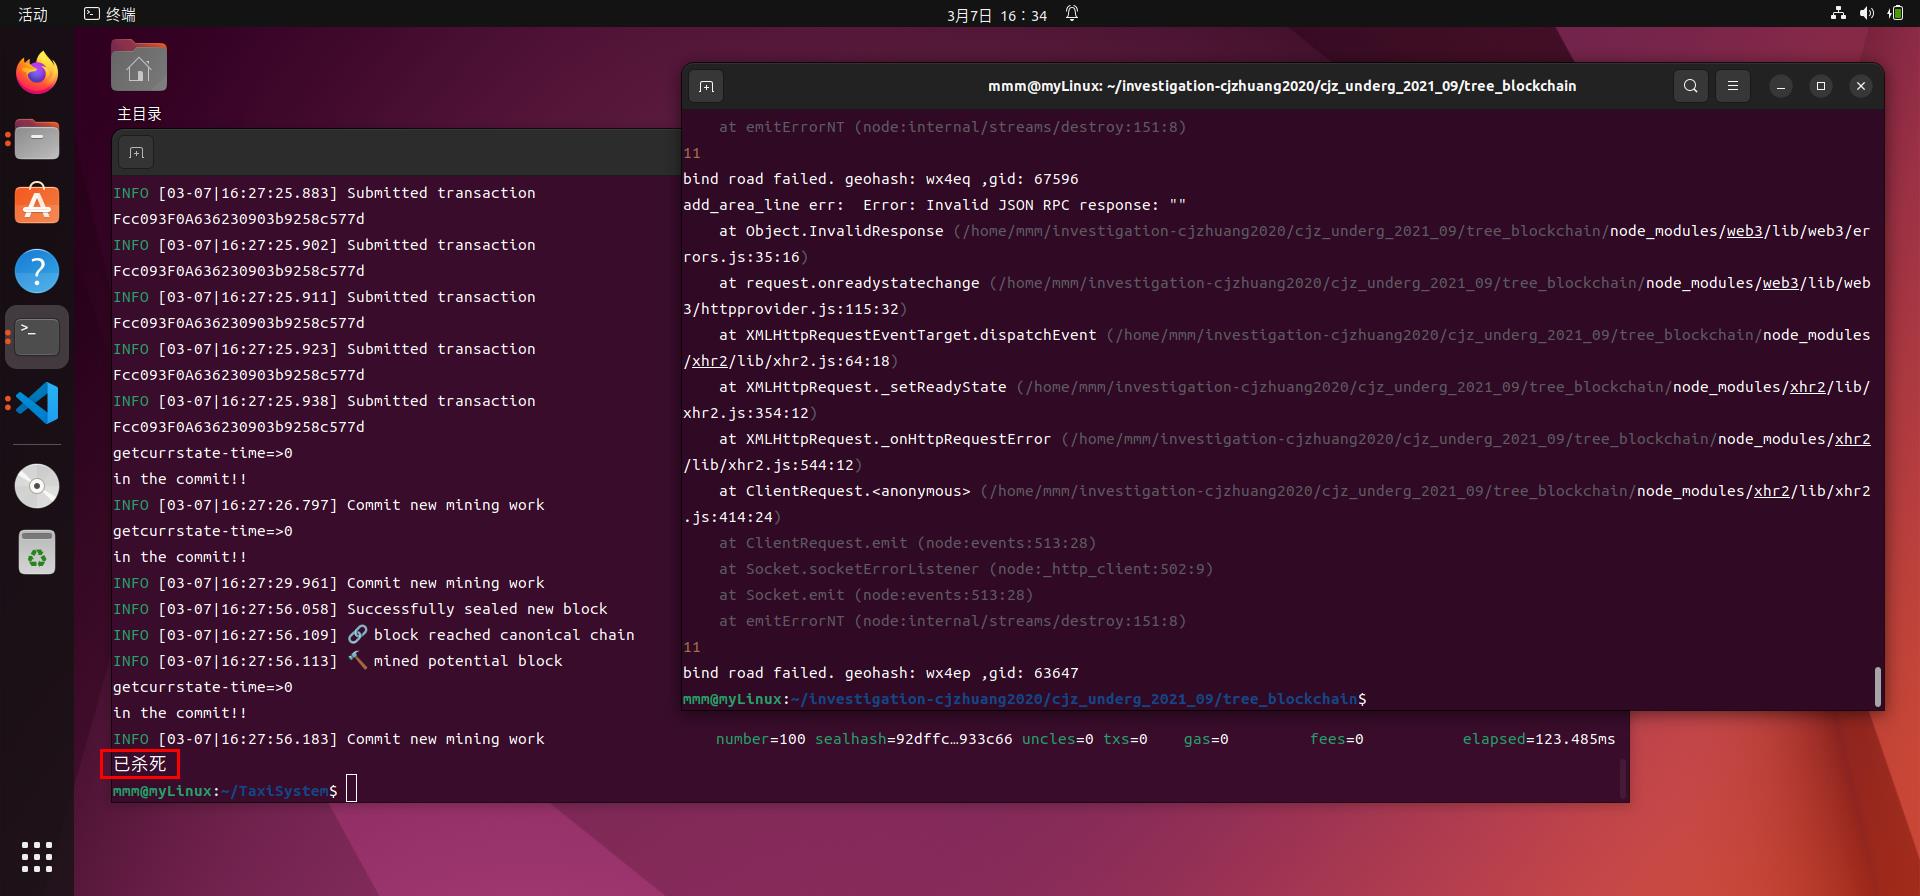 活动
终端
3月7日 16：34
主目录
INFO [03-07|16:27:25.883] Submitted transaction
Fcc093F0A636230903b9258c577d
INFO [03-07|16:27:25.902] Submitted transaction
Fcc093F0A636230903b9258c577d
INFO [03-07|16:27:25.911] Submitted transaction
Fcc093F0A636230903b9258c577d
INFO [03-07|16:27:25.923] Submitted transaction
Fcc093F0A636230903b9258c577d
INFO [03-07|16:27:25.938] Submitted transaction
Fcc093F0A636230903b9258c577d
getcurrstate-time=>0
in the commit!!
INFO [03-07|16:27:26.797] Commit new mining work
getcurrstate-time=>0
in the commit!!
INFO [03-07|16:27:29.961] Commit new mining work
INFO [03-07|16:27:56.058] Successfully sealed new block
INFO [03-07|16:27:56.109] 🔗 block reached canonical chain
INFO [03-07|16:27:56.113] 🔨 mined potential block
getcurrstate-time=>0
in the commit!!
INFO [03-07|16:27:56.183] Commit new mining work number=100 sealhash=92dffc…933c66 uncles=0 txs=0 gas=0 fees=0 elapsed=123.485ms
已杀死
mmm@myLinux:~/TaxiSystem$
mmm@myLinux: ~/investigation-cjzhuang2020/cjz_underg_2021_09/tree_blockchain
at emitErrorNT (node:internal/streams/destroy:151:8)
11
bind road failed. geohash: wx4eq ,gid: 67596
add_area_line err:  Error: Invalid JSON RPC response: ""
at Object.InvalidResponse (/home/mmm/investigation-cjzhuang2020/cjz_underg_2021_09/tree_blockchain/node_modules/web3/lib/web3/er
rors.js:35:16)
at request.onreadystatechange (/home/mmm/investigation-cjzhuang2020/cjz_underg_2021_09/tree_blockchain/node_modules/web3/lib/web
3/httpprovider.js:115:32)
at XMLHttpRequestEventTarget.dispatchEvent (/home/mmm/investigation-cjzhuang2020/cjz_underg_2021_09/tree_blockchain/node_modules
/xhr2/lib/xhr2.js:64:18)
at XMLHttpRequest._setReadyState (/home/mmm/investigation-cjzhuang2020/cjz_underg_2021_09/tree_blockchain/node_modules/xhr2/lib/
xhr2.js:354:12)
at XMLHttpRequest._onHttpRequestError (/home/mmm/investigation-cjzhuang2020/cjz_underg_2021_09/tree_blockchain/node_modules/xhr2
/lib/xhr2.js:544:12)
at ClientRequest.<anonymous> (/home/mmm/investigation-cjzhuang2020/cjz_underg_2021_09/tree_blockchain/node_modules/xhr2/lib/xhr2
.js:414:24)
at ClientRequest.emit (node:events:513:28)
at Socket.socketErrorListener (node:_http_client:502:9)
at Socket.emit (node:events:513:28)
at emitErrorNT (node:internal/streams/destroy:151:8)
11
bind road failed. geohash: wx4ep ,gid: 63647
mmm@myLinux:~/investigation-cjzhuang2020/cjz_underg_2021_09/tree_blockchain$